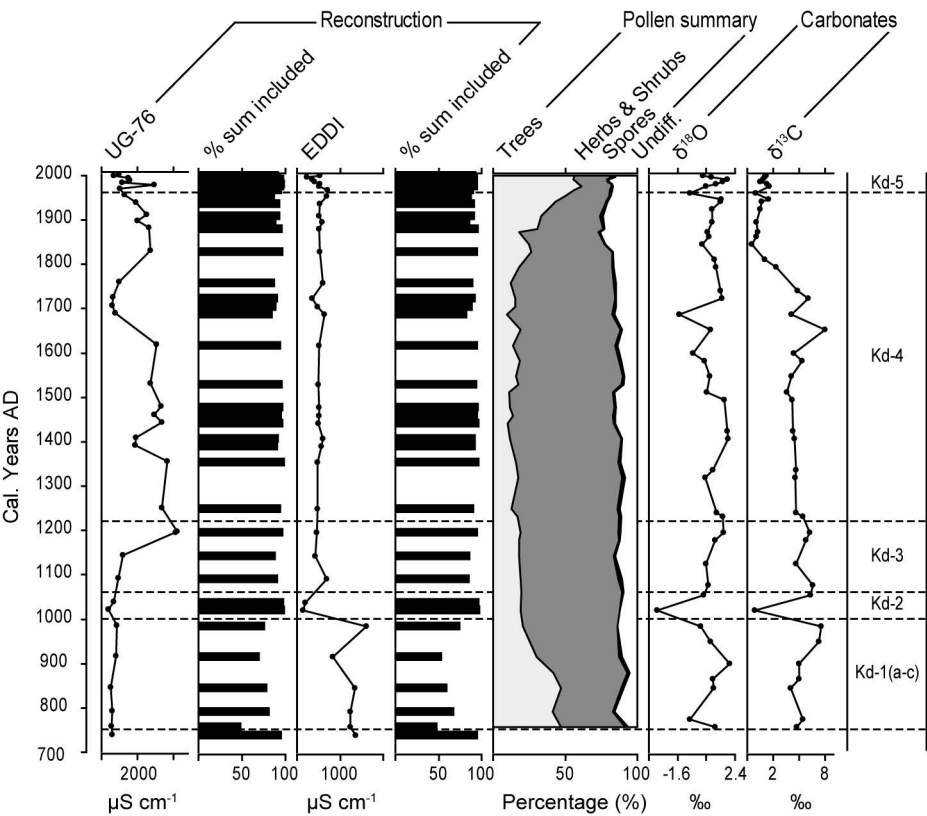 Reconstruction
Pollen summary
Carbonates
UG-76
% sum included
EDDI
% sum included
Trees
Herbs & Shrubs
Spores
Undiff.
δ18O
δ13C
Cal. Years AD
2000
1900
1800
1700
1600
1500
1400
1300
1200
1100
1000
900
800
700
Kd-5
Kd-4
Kd-3
Kd-2
Kd-1(a-c)
2000
50
100
1000
50
100
50
100
-1.6
2.4
2
8
µS cm-1
µS cm-1
Percentage (%)
‰
‰